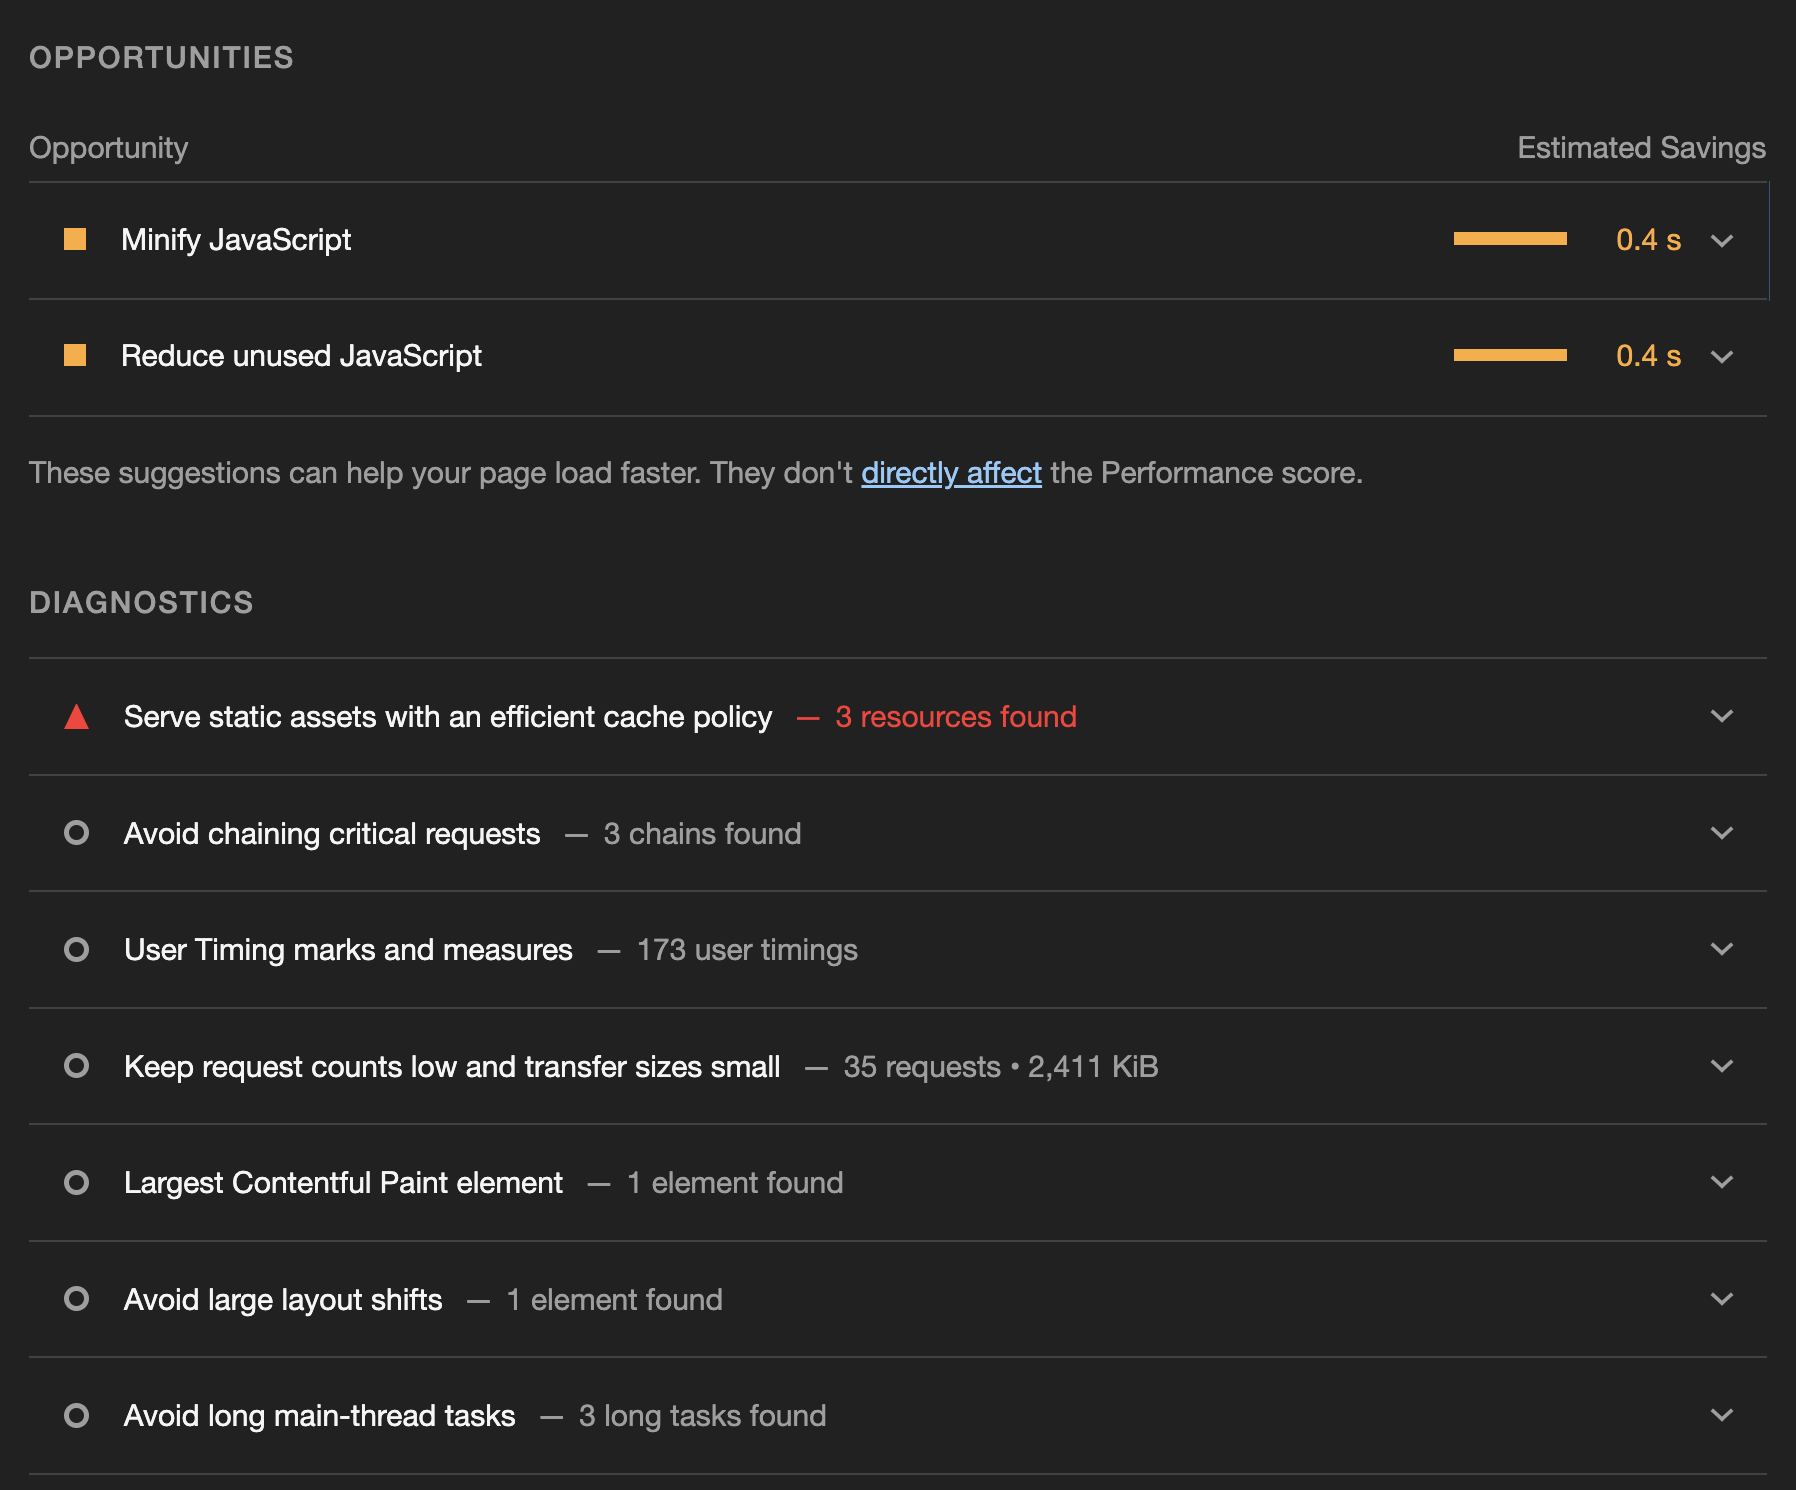 OPPORTUNITIES
Opportunity Estimated Savings
Minify JavaScript 0.4 s
Reduce unused JavaScript 0.4 s
These suggestions can help your page load faster. They don't directly affect the Performance score.
DIAGNOSTICS
Serve static assets with an efficient cache policy — 3 resources found
Avoid chaining critical requests — 3 chains found
User Timing marks and measures — 173 user timings
Keep request counts low and transfer sizes small — 35 requests • 2,411 KiB
Largest Contentful Paint element — 1 element found
Avoid large layout shifts — 1 element found
Avoid long main-thread tasks — 3 long tasks found